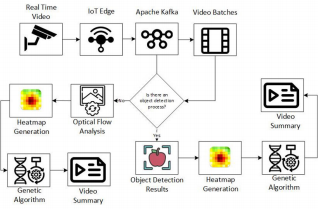 Real Time
Video
IoT Edge
Apache Kafka
Video Batches
Is there an
object detection
process?
No
Yes
Optical Flow
Analysis
Heatmap
Generation
Genetic
Algorithm
Video
Summary
Object Detection
Results
Heatmap
Generation
Genetic
Algorithm
Video
Summary